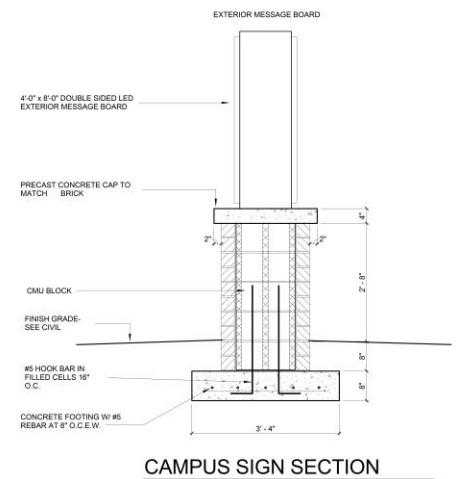 EXTERIOR MESSAGE BOARD
4'-0" x 8'-0" DOUBLE SIDED LED
EXTERIOR MESSAGE BOARD
PRECAST CONCRETE CAP TO
MATCH BRICK
4"
2"
2"
2' - 8"
CMU BLOCK
FINISH GRADE-
SEE CIVIL
8"
#5 HOOK BAR IN
FILLED CELLS 16"
O.C.
8"
CONCRETE FOOTING W/ #5
REBAR AT 8" O.C.E.W.
3' - 4"
CAMPUS SIGN SECTION